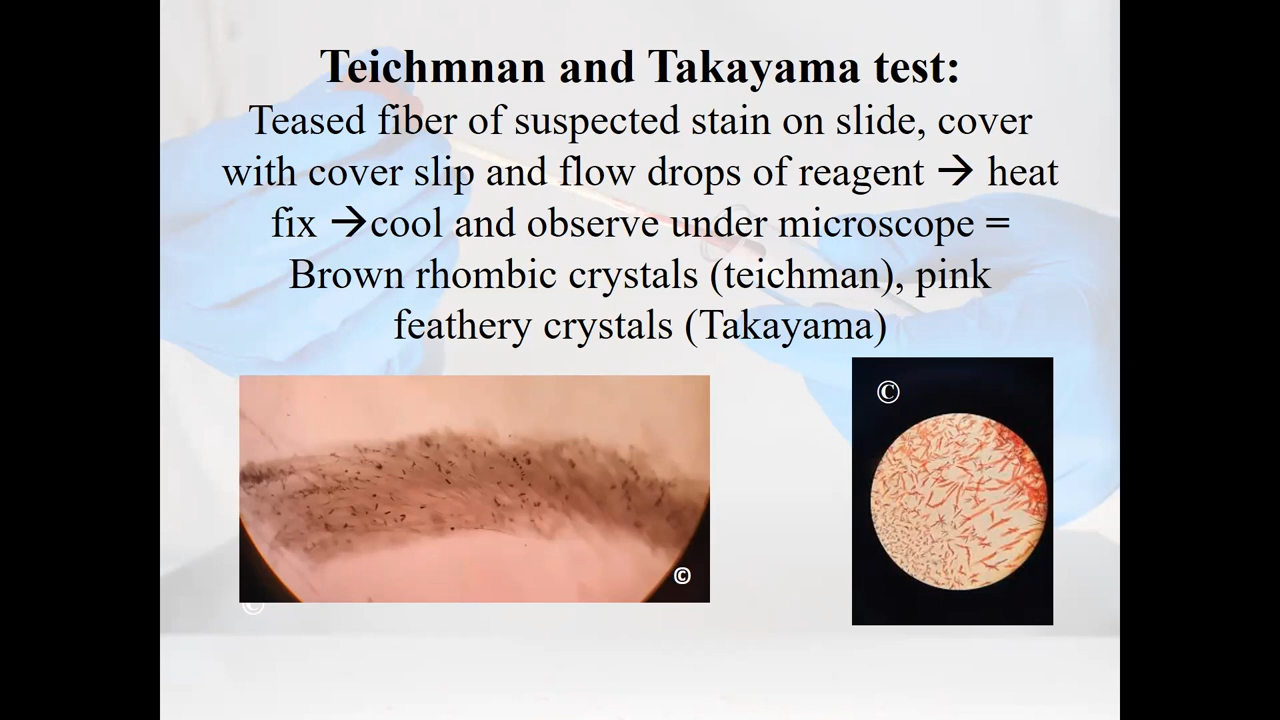 Teichmnan and Takayama test:
Teased fiber of suspected stain on slide, cover
with cover slip and flow drops of reagent → heat
fix →cool and observe under microscope =
Brown rhombic crystals (teichman), pink
feathery crystals (Takayama)
©
©
©